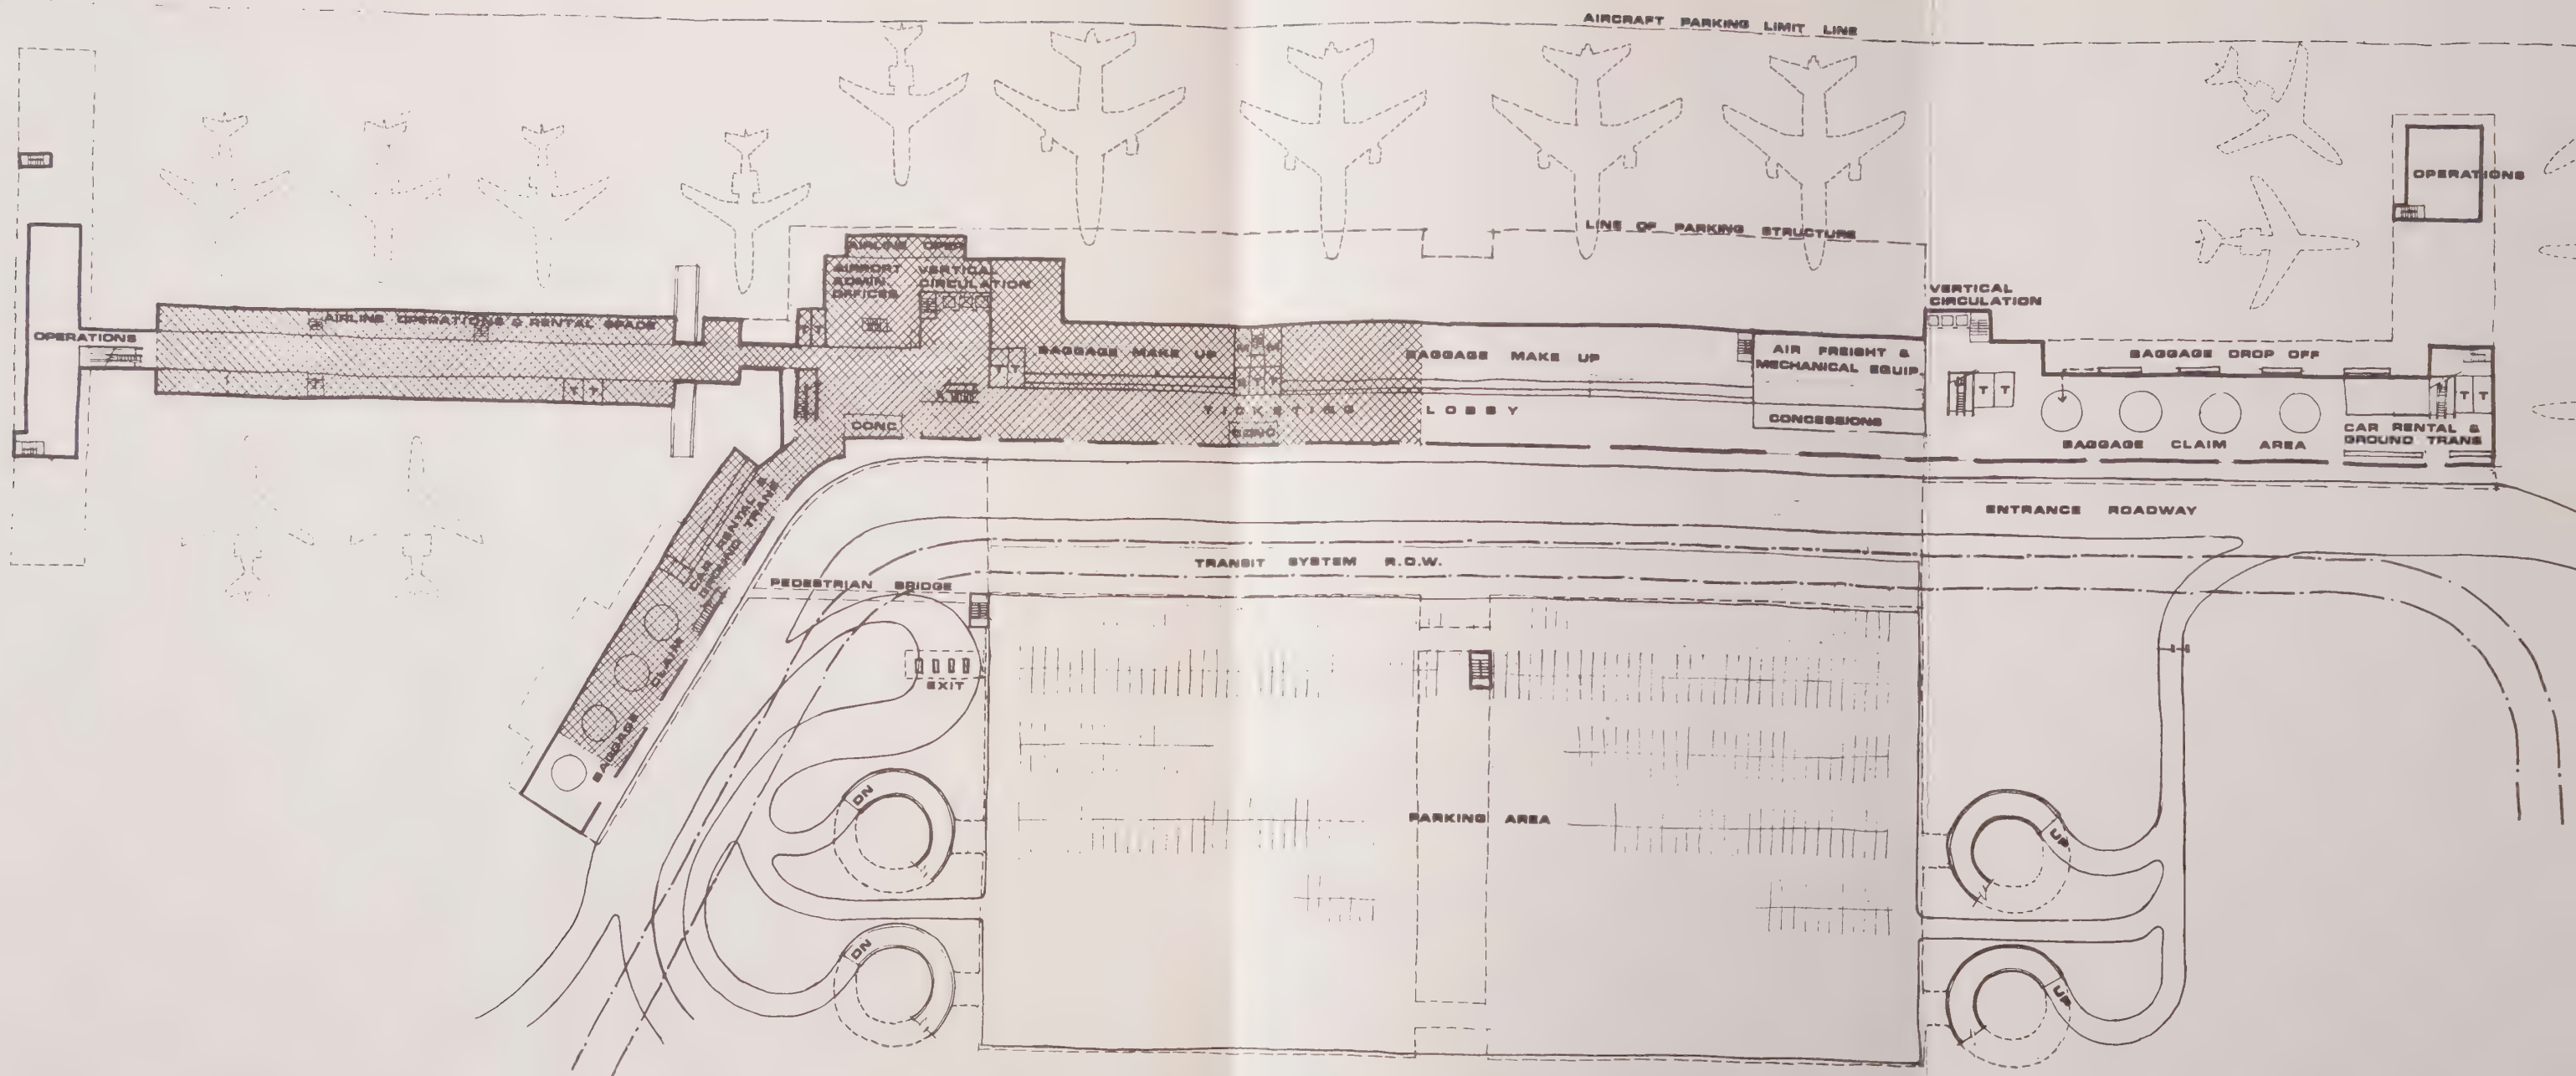 AIRCRAFT PARKING LIMIT LINE
OPERATIONS
LINE OF PARKING STRUCTURE
AIRLINE OPER
AIRPORT
ADMIN.
OFFICES
VERTICAL
CIRCULATION
VERTICAL
CIRCULATION
AIRLINE OPERATIONS & RENTAL SPACE
OPERATIONS
T T
BAGGAGE MAKE UP
M M
BAGGAGE MAKE UP
AIR FREIGHT &
MECHANICAL EQUIP.
BAGGAGE DROP OFF
T
T T
T T
T T
T T
T T
TICKETING LOBBY
CONC.
CONC.
CONCESSIONS
CAR RENTAL &
GROUND TRANS
BAGGAGE CLAIM AREA
CAR RENTAL &
GROUND TRANS
ENTRANCE ROADWAY
TRANSIT SYSTEM R.O.W.
PEDESTRIAN BRIDGE
EXIT
BAGGAGE CLAIM
DN
PARKING AREA
UP
DN
UP